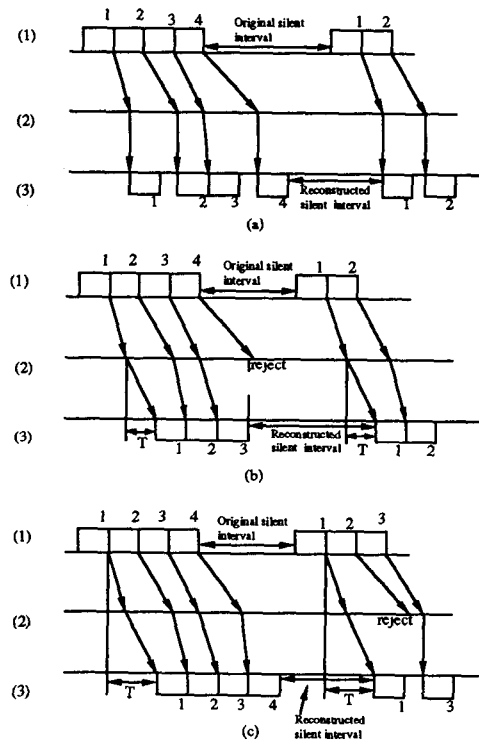 1 2 3 4 Original silent 1 2
(1) interval
(2)
(3) Reconstructed
1 2 3 4 silent interval 1 2
(a)
1 2 3 4 Original silent 1 2
(1) interval
(2)
reject
(3) T 1 2 3 Reconstructed silent interval T 1 2
(b)
1 2 3 4 Original silent 1 2 3
(1) interval
(2) reject
(3) T T
1 2 3 4 1 3
Reconstructed
silent interval
(c)